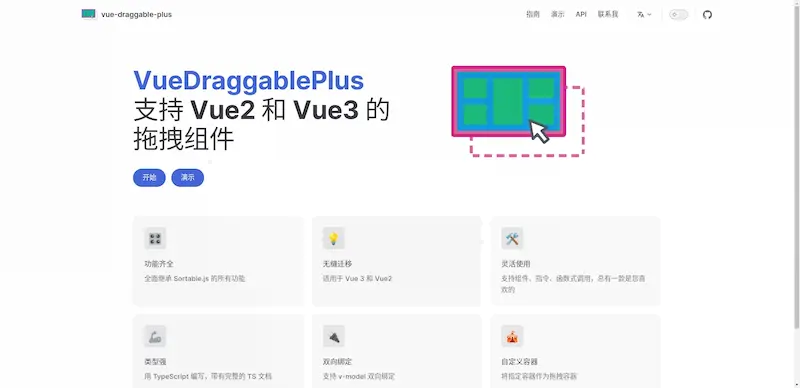 vue-draggable-plus
指南
演示
API
联系我
VueDraggablePlus
支持 Vue2 和 Vue3 的
拖拽组件
开始
演示
功能齐全
全面继承 Sortable.js 的所有功能
无缝迁移
适用于 Vue 3 和 Vue2
灵活使用
支持组件、指令、函数式调用，总有一款是您喜
欢的
类型强
用 TypeScript 编写，带有完整的 TS 文档
双向绑定
支持 v-model 双向绑定
自定义容器
将指定容器作为拖拽容器